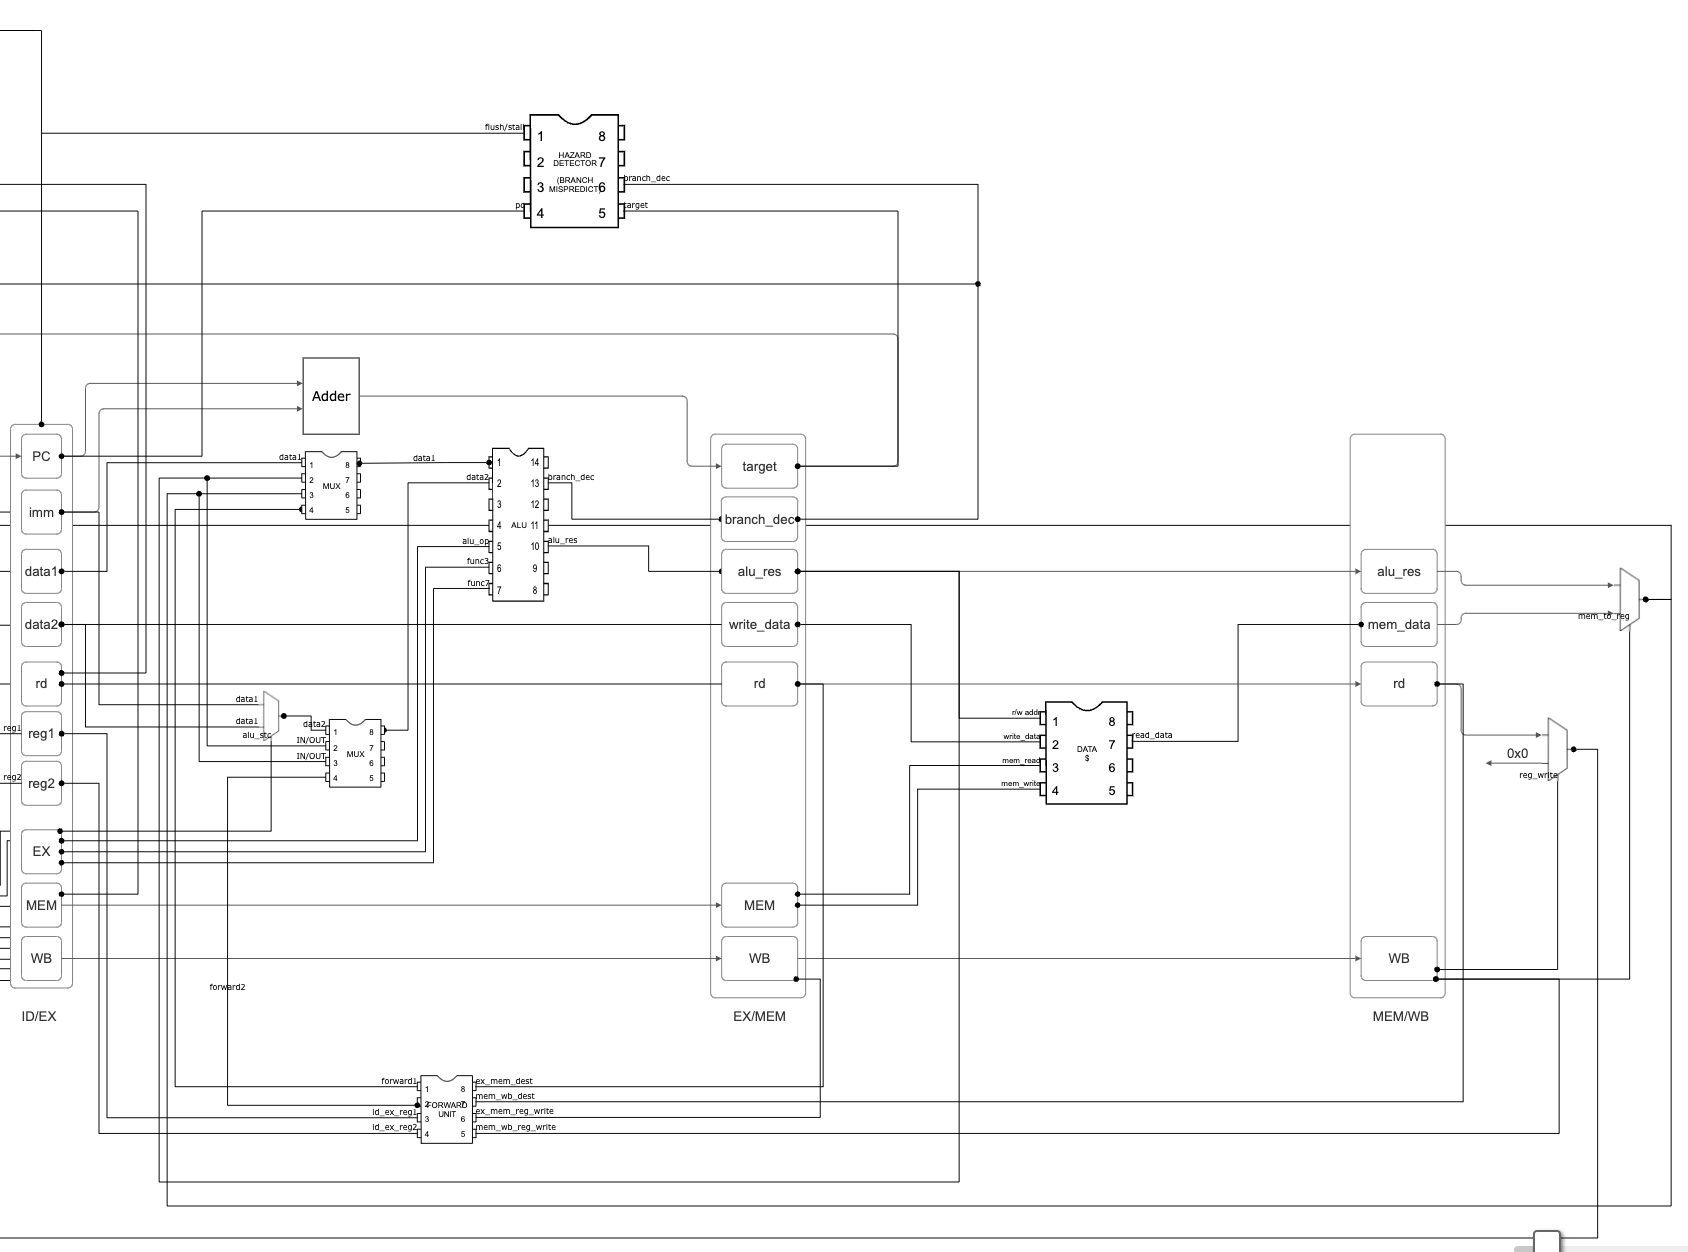 flush/stall
1 8
HAZARD
DETECTOR
2 7
(BRANCH
MISPREDICT)
3 6
branch_dec
pc
4 5
target
Adder
PC
imm
data1
data2
rd
reg1
reg1
reg2
reg2
EX
MEM
WB
ID/EX
data1
1 8
2 7
MUX
3 6
4 5
data1
data2
1 14
2 13
branch_dec
3 12
4 ALU 11
alu_op
5 10
alu_res
func3
6 9
func7
7 8
data1
data1
alu_stc
data2
1 8
IN/OUT
2 7
MUX
IN/OUT
3 6
4 5
target
branch_dec
alu_res
write_data
rd
MEM
WB
EX/MEM
r/w addr
1 8
write_data
2 7
read_data
DATA
$
mem_read
3 6
mem_write
4 5
alu_res
mem_data
rd
WB
MEM/WB
mem_to_reg
0x0
reg_write
forward2
forward1
1 8
ex_mem_dest
mem_wb_dest
2 7
FORWARD
UNIT
id_ex_reg1
3 6
ex_mem_reg_write
id_ex_reg2
4 5
mem_wb_reg_write